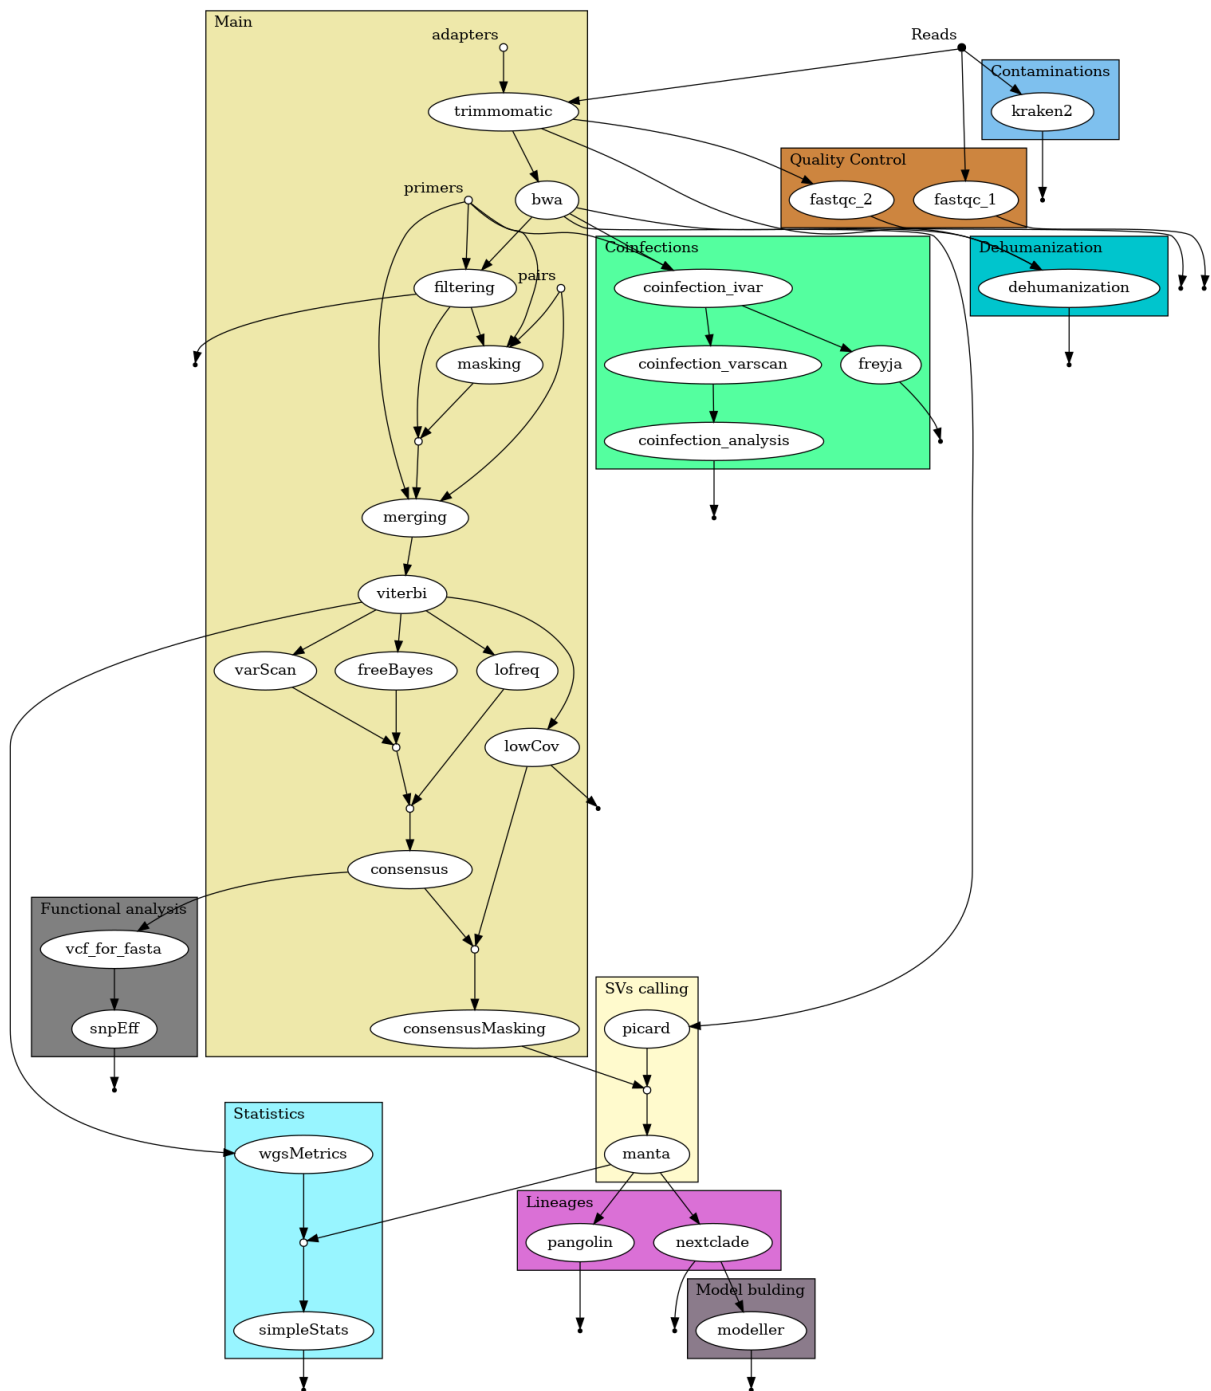 Main
adapters
Reads
Contaminations
trimmomatic
kraken2
Quality Control
primers
bwa
fastqc_2
fastqc_1
Coinfections
Dehumanization
filtering
pairs
coinfection_ivar
dehumanization
masking
coinfection_varscan
freyja
coinfection_analysis
merging
viterbi
varScan
freeBayes
lofreq
lowCov
consensus
Functional analysis
vcf_for_fasta
SVs calling
snpEff
consensusMasking
picard
Statistics
wgsMetrics
manta
Lineages
pangolin
nextclade
Model bulding
simpleStats
modeller